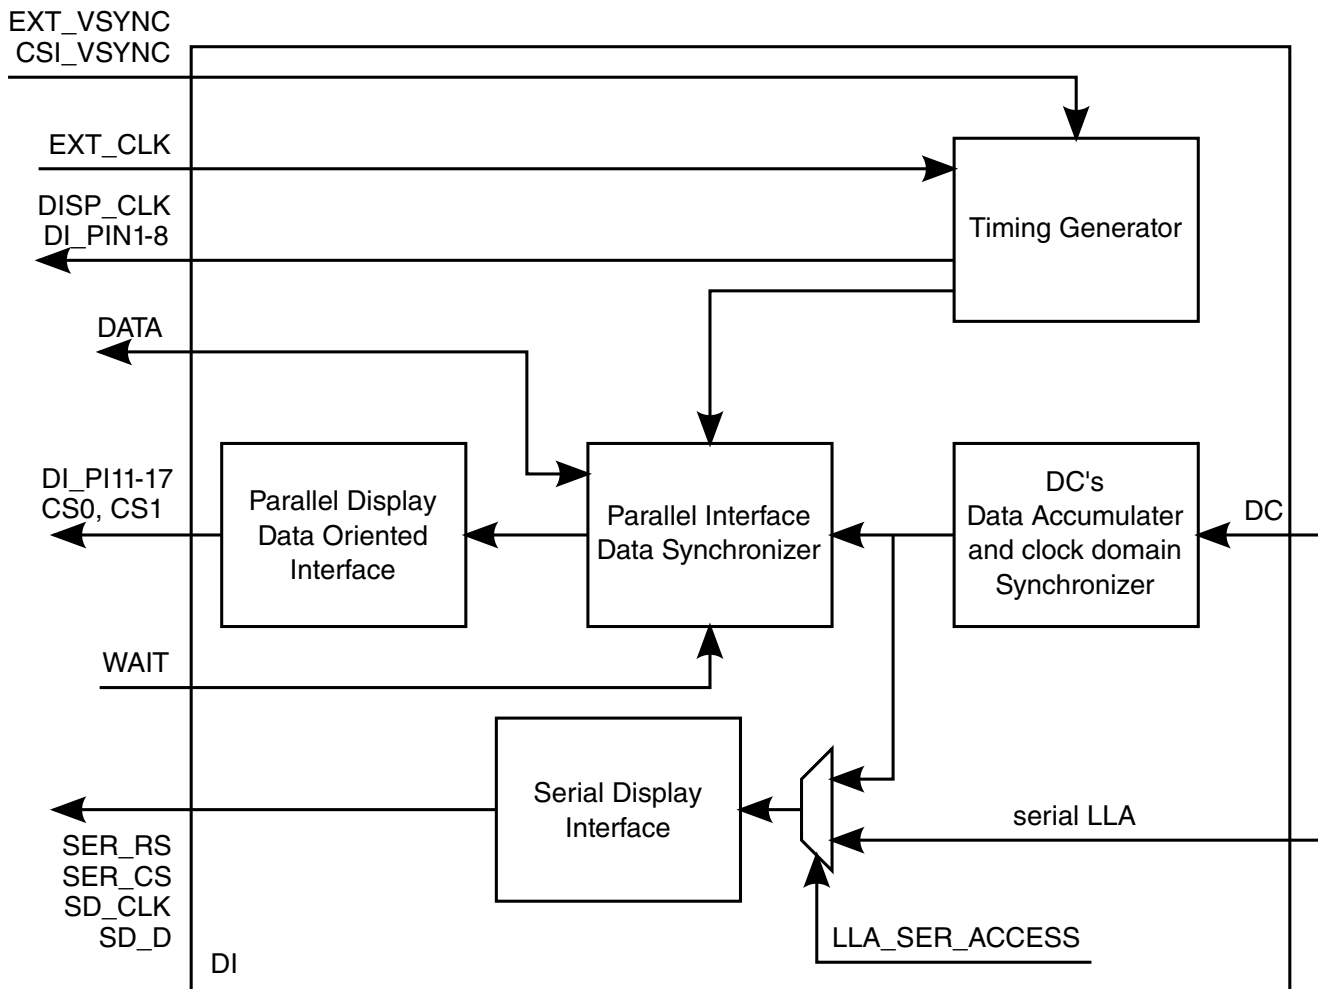 EXT_VSYNC
CSI_VSYNC
EXT_CLK
DISP_CLK
DI_PIN1-8
Timing Generator
DATA
DI_PI11-17
CS0, CS1
Parallel Display
Data Oriented
Interface
Parallel Interface
Data Synchronizer
DC's
Data Accumulater
and clock domain
Synchronizer
DC
WAIT
Serial Display
Interface
serial LLA
SER_RS
SER_CS
SD_CLK
SD_D
LLA_SER_ACCESS
DI